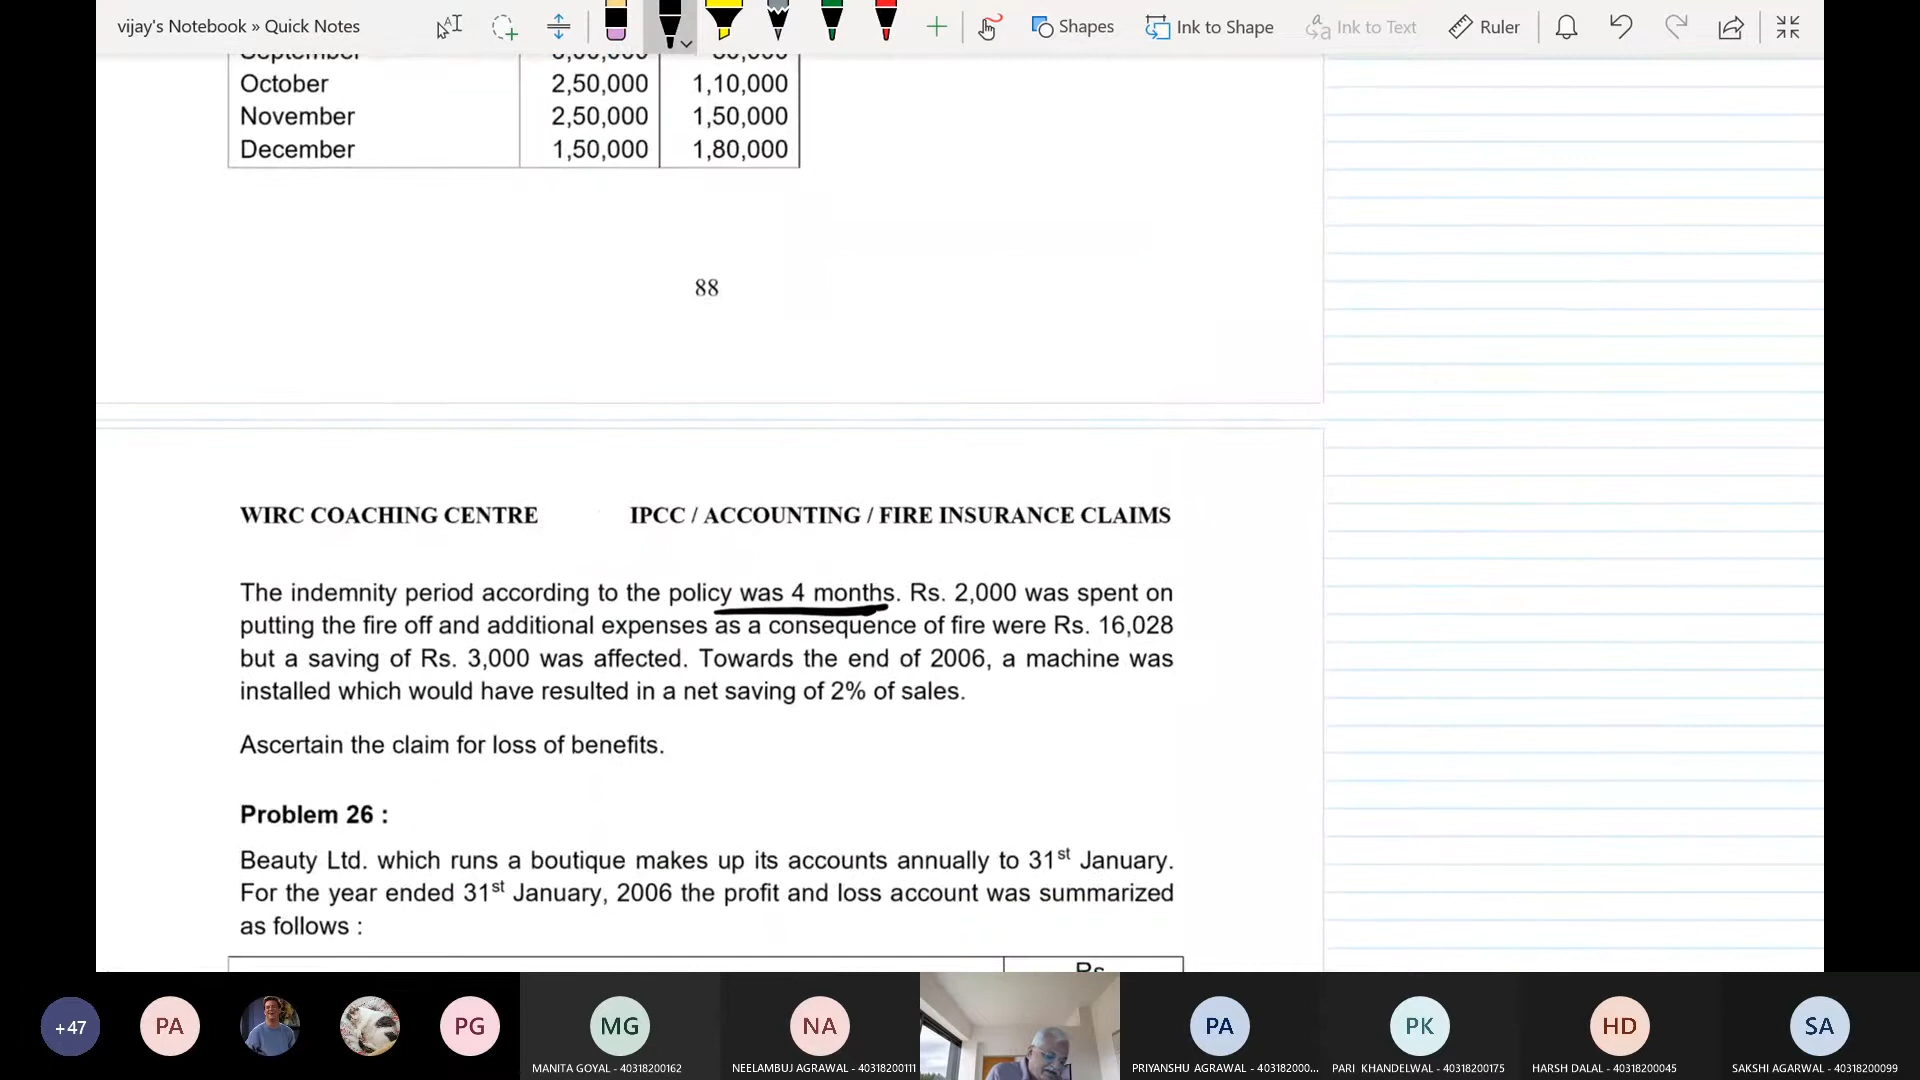 vijay's Notebook » Quick Notes
Shapes
Ink to Shape
Ink to Text
Ruler
September
October 2,50,000 1,10,000
November 2,50,000 1,50,000
December 1,50,000 1,80,000
88
WIRC COACHING CENTRE IPCC / ACCOUNTING / FIRE INSURANCE CLAIMS
The indemnity period according to the policy was 4 months. Rs. 2,000 was spent on
putting the fire off and additional expenses as a consequence of fire were Rs. 16,028
but a saving of Rs. 3,000 was affected. Towards the end of 2006, a machine was
installed which would have resulted in a net saving of 2% of sales.
Ascertain the claim for loss of benefits.
Problem 26 :
Beauty Ltd. which runs a boutique makes up its accounts annually to 31st January.
For the year ended 31st January, 2006 the profit and loss account was summarized
as follows :
Rs
+47
PA
PG
MG
NA
PA
PK
HD
SA
MANITA GOYAL - 40318200162
NEELAMBUJ AGRAWAL - 40318200111
PRIYANSHU AGRAWAL - 403182000...
PARI KHANDELWAL - 40318200175
HARSH DALAL - 40318200045
SAKSHI AGARWAL - 40318200099